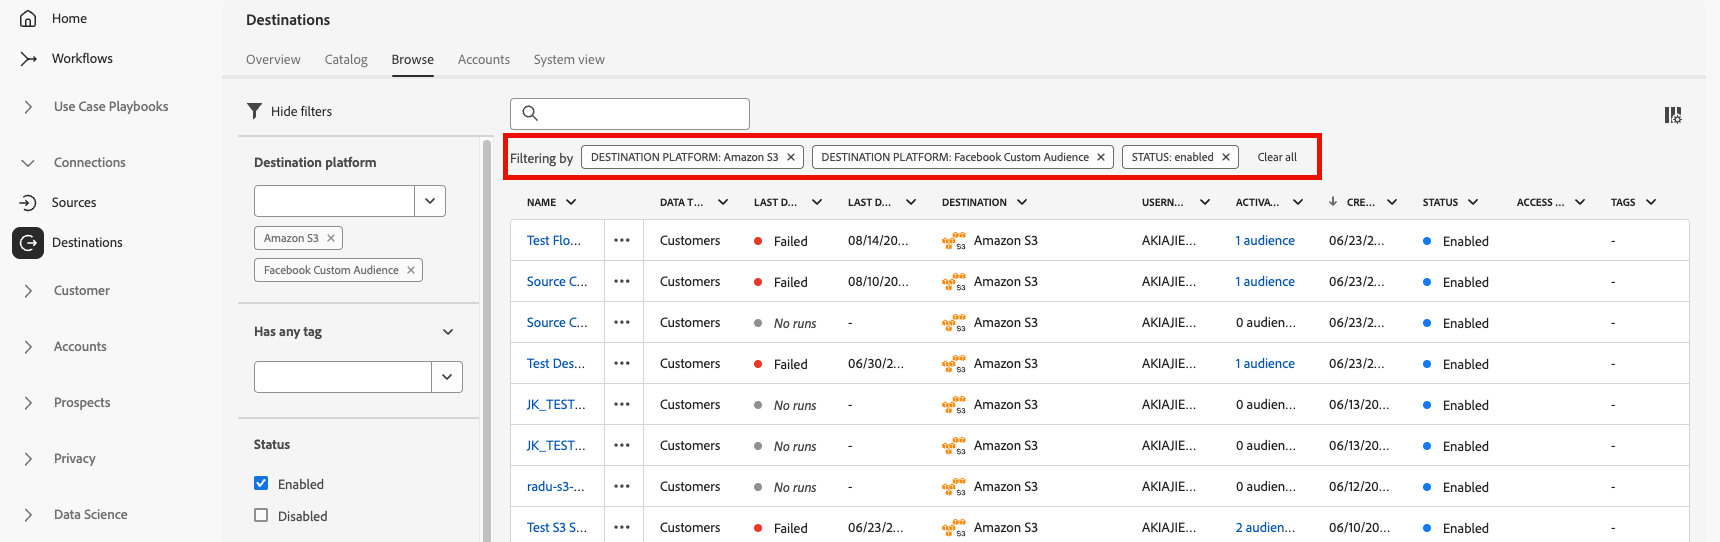 Home
Workflows
Use Case Playbooks
Connections
Sources
Destinations
Customer
Accounts
Prospects
Privacy
Data Science
Destinations
Overview Catalog Browse Accounts System view
Hide filters
Destination platform
Amazon S3 ×
Facebook Custom Audience ×
Has any tag
Status
Enabled
Disabled
Filtering by DESTINATION PLATFORM: Amazon S3 × DESTINATION PLATFORM: Facebook Custom Audience × STATUS: enabled × Clear all
NAME DATA T... LAST D... LAST D... DESTINATION USERN... ACTIVA... CRE... STATUS ACCESS ... TAGS
Test Flo... ••• Customers Failed 08/14/20... S3 Amazon S3 AKIAJIE... 1 audience 06/23/2... Enabled -
Source C... ••• Customers Failed 08/10/20... S3 Amazon S3 AKIAJIE... 1 audience 06/23/2... Enabled -
Source C... ••• Customers No runs - S3 Amazon S3 AKIAJIE... 0 audien... 06/23/2... Enabled -
Test Des... ••• Customers Failed 06/30/2... S3 Amazon S3 AKIAJIE... 1 audience 06/23/2... Enabled -
JK_TEST... ••• Customers No runs - S3 Amazon S3 AKIAJIE... 0 audien... 06/13/20... Enabled -
JK_TEST... ••• Customers No runs - S3 Amazon S3 AKIAJIE... 0 audien... 06/13/20... Enabled -
radu-s3-... ••• Customers No runs - S3 Amazon S3 AKIAJIE... 0 audien... 06/12/20... Enabled -
Test S3 S... ••• Customers Failed 06/23/2... S3 Amazon S3 AKIAJIE... 2 audien... 06/10/20... Enabled -